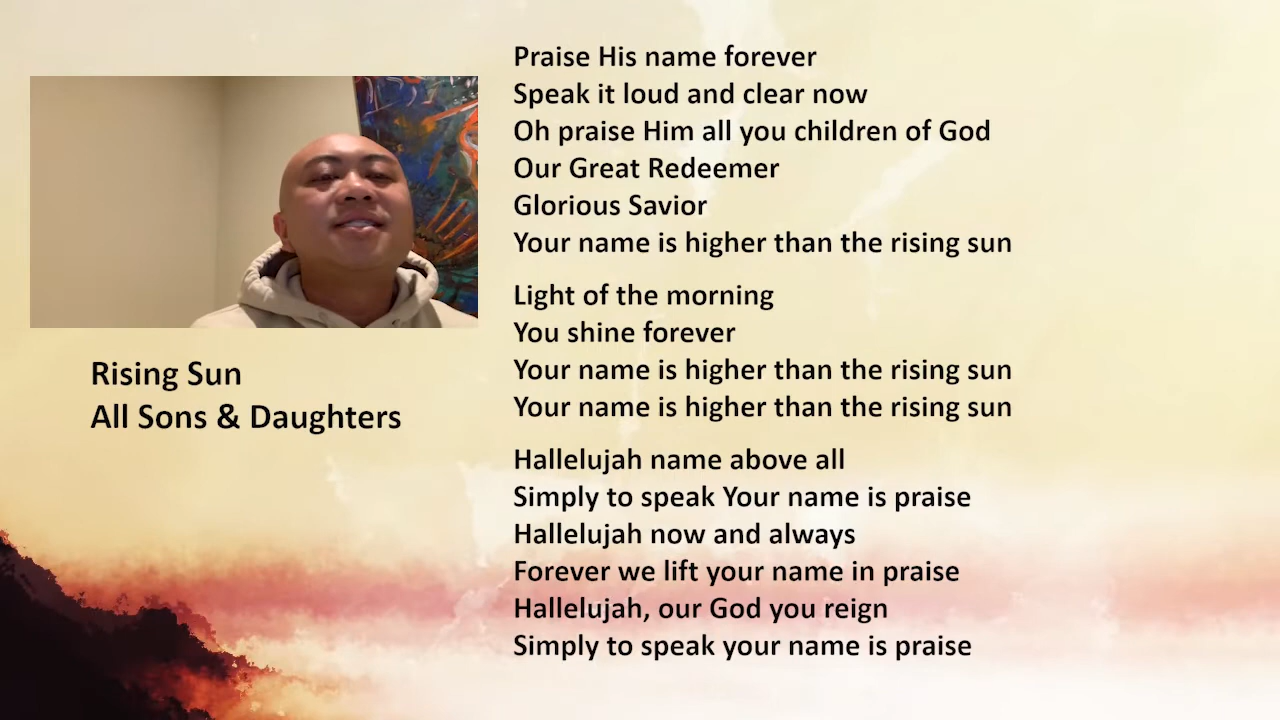 Praise His name forever
Speak it loud and clear now
Oh praise Him all you children of God
Our Great Redeemer
Glorious Savior
Your name is higher than the rising sun
Light of the morning
You shine forever
Your name is higher than the rising sun
Your name is higher than the rising sun
Hallelujah name above all
Simply to speak Your name is praise
Hallelujah now and always
Forever we lift your name in praise
Hallelujah, our God you reign
Simply to speak your name is praise
Rising Sun
All Sons & Daughters